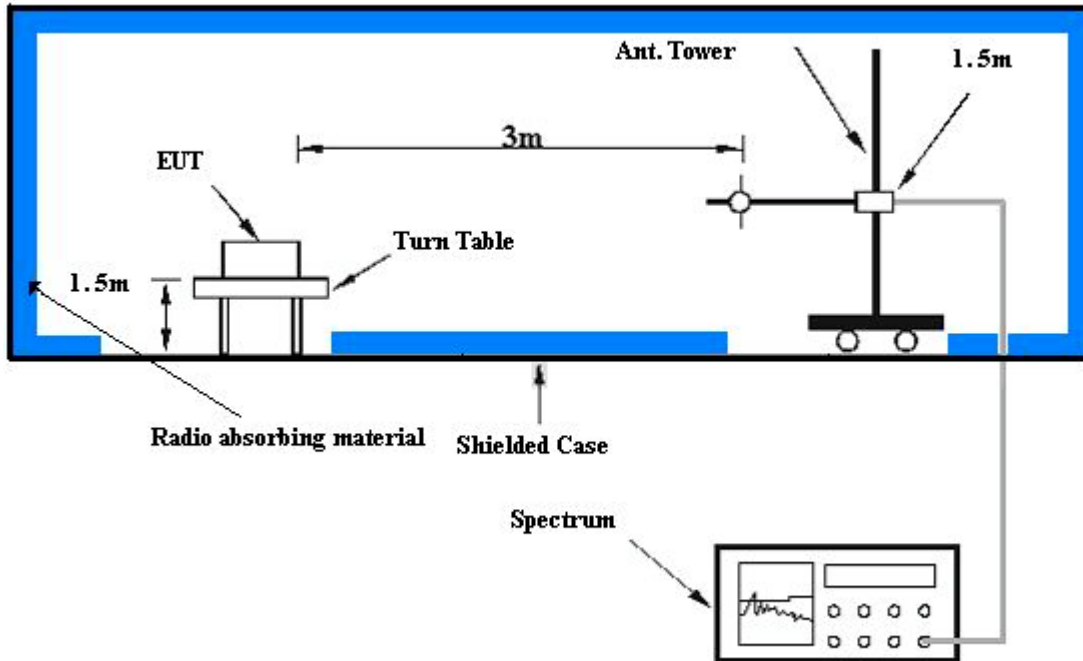 Ant. Tower
1.5m
3m
EUT
Turn Table
1.5m
Radio absorbing material
Shielded Case
Spectrum